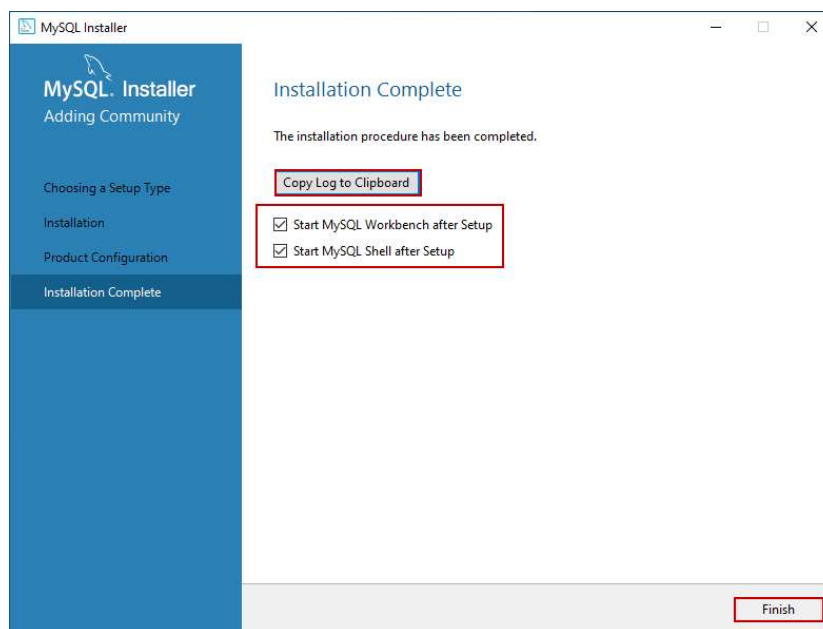 MySQL Installer
MySQL. Installer
Adding Community
Choosing a Setup Type
Installation
Product Configuration
Installation Complete
Installation Complete
The installation procedure has been completed.
Copy Log to Clipboard
Start MySQL Workbench after Setup
Start MySQL Shell after Setup
Finish